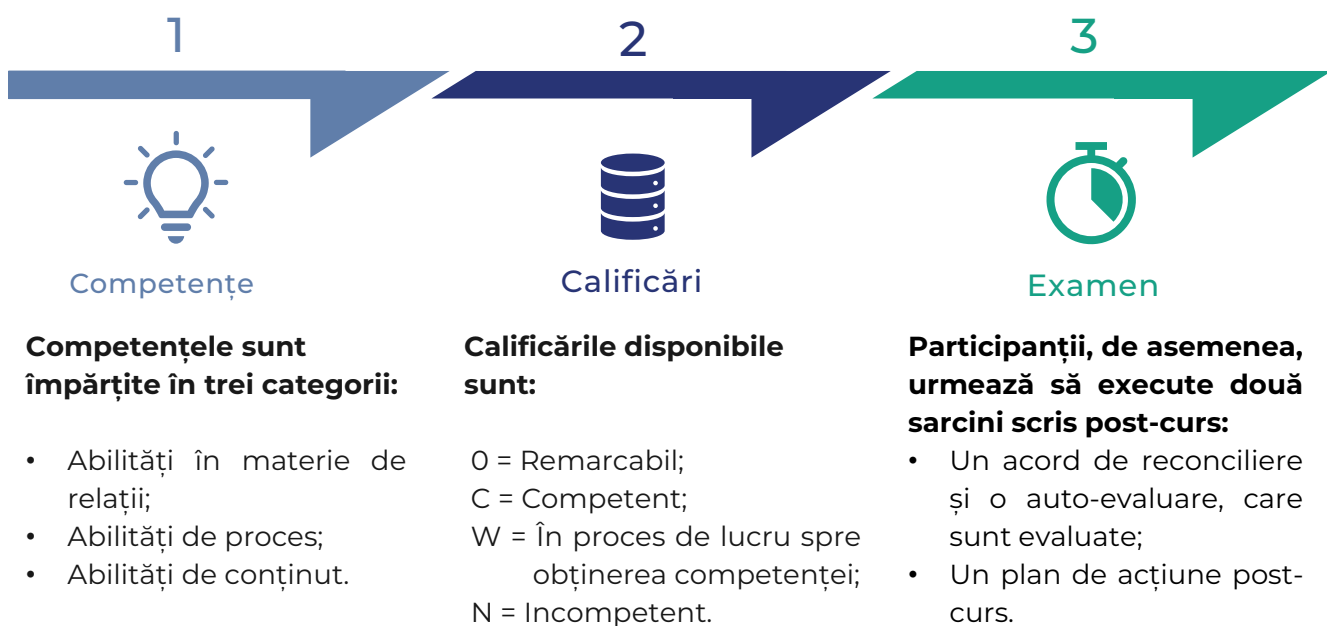 1
Competențe
Competențele sunt
împărțite în trei categorii:
• Abilități în materie de
relații;
• Abilități de proces;
• Abilități de conținut.
2
Calificări
Calificările disponibile
sunt:
0 = Remarcabil;
C = Competent;
W = În proces de lucru spre
obținerea competenței;
N = Incompetent.
3
Examen
Participanții, de asemenea,
urmează să execute două
sarcini scris post-curs:
• Un acord de reconciliere
și o auto-evaluare, care
sunt evaluate;
• Un plan de acțiune post-
curs.